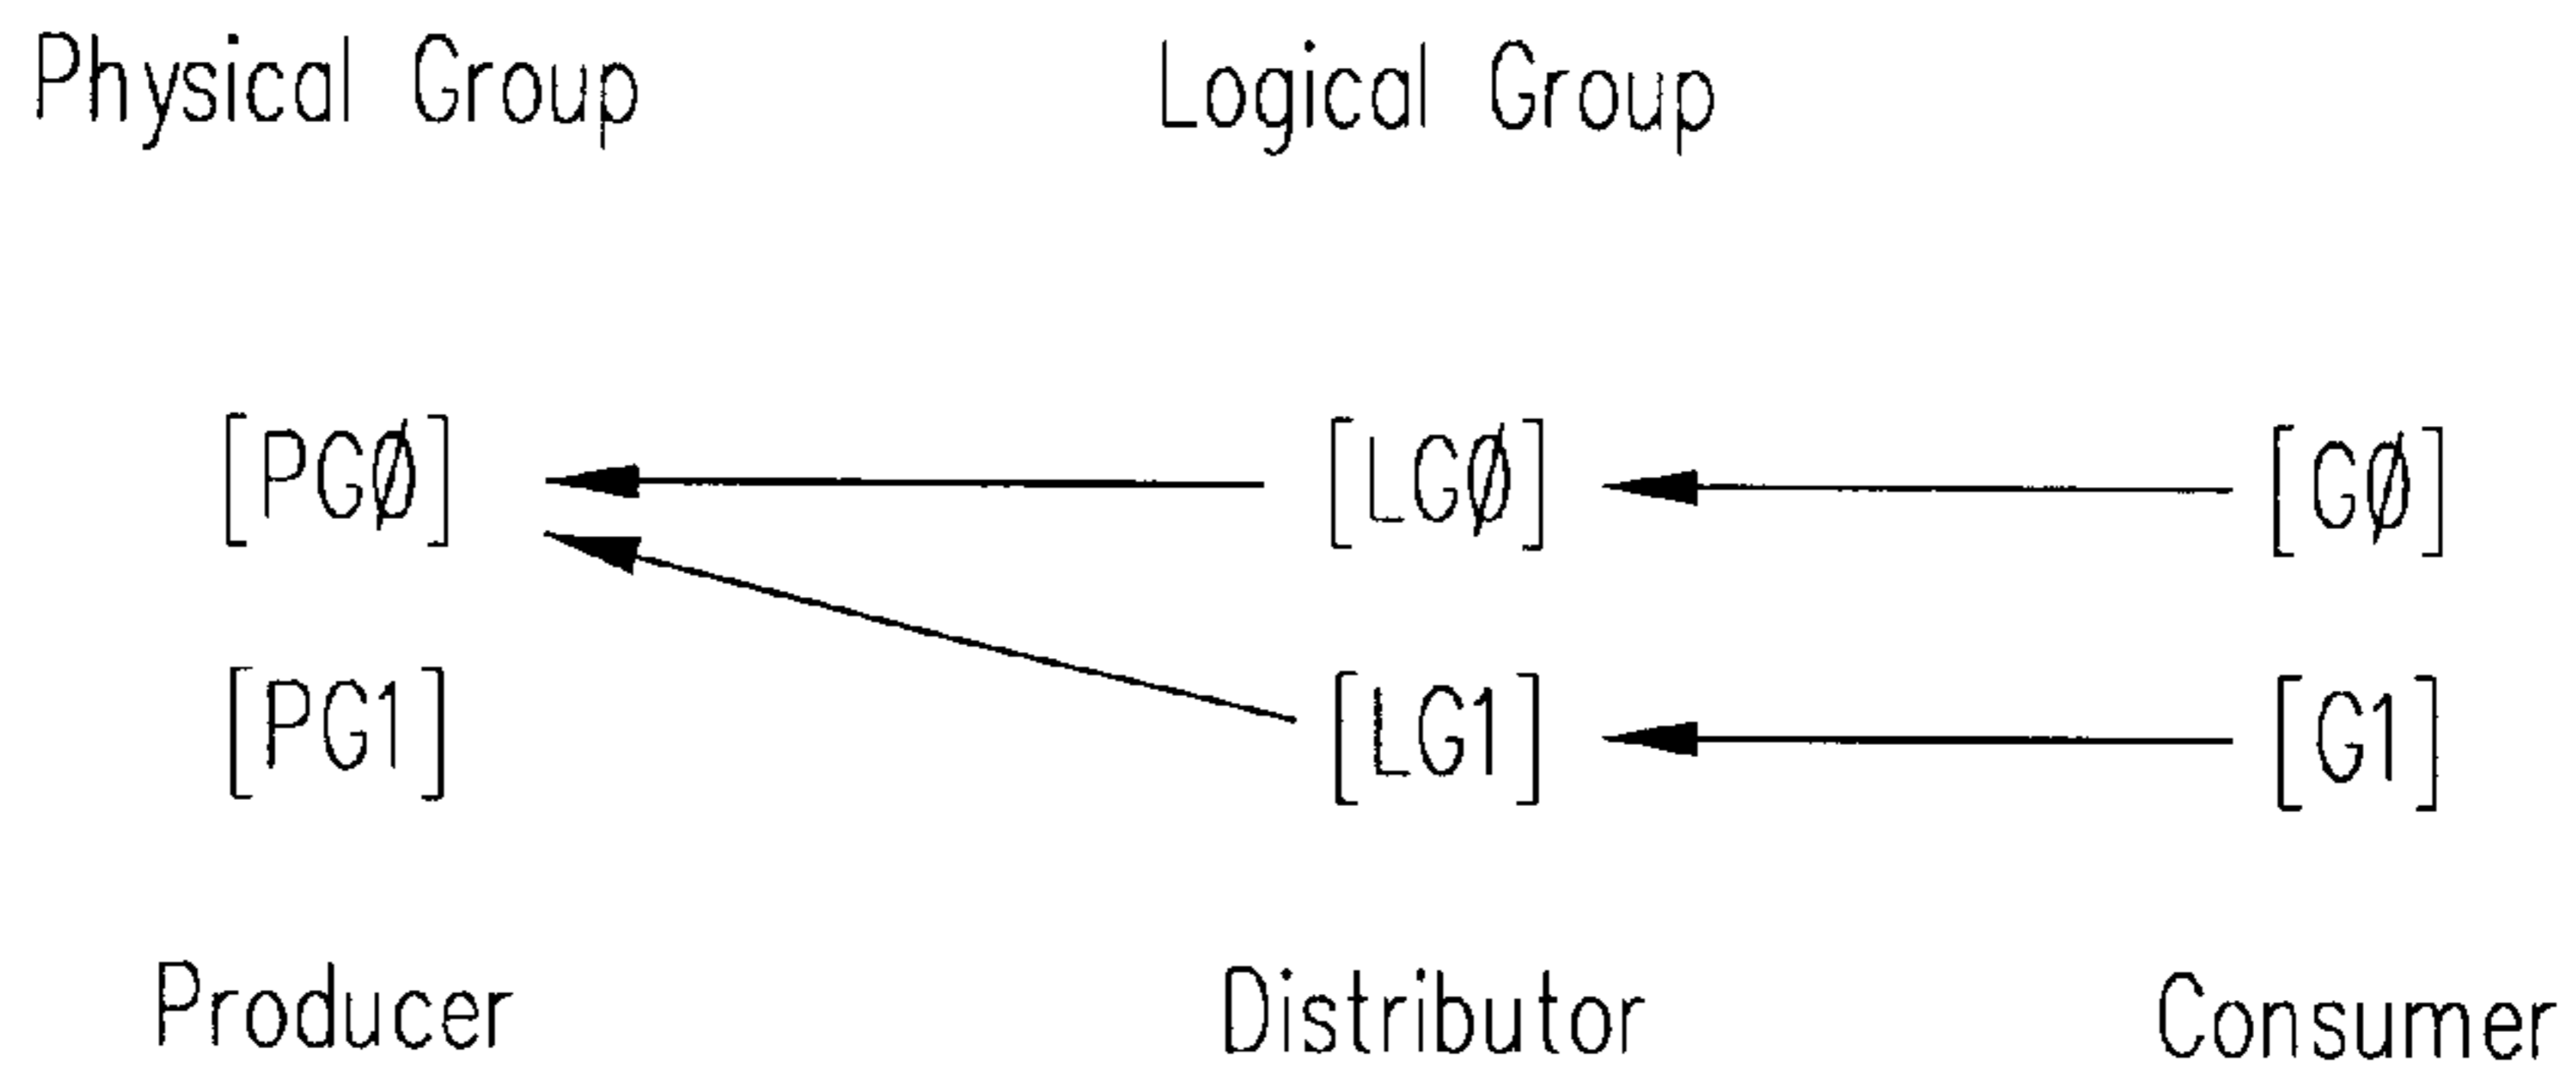 Physical Group Logical Group
[PGØ] [LGØ] [GØ]
[PG1] [LG1] [G1]
Producer Distributor Consumer